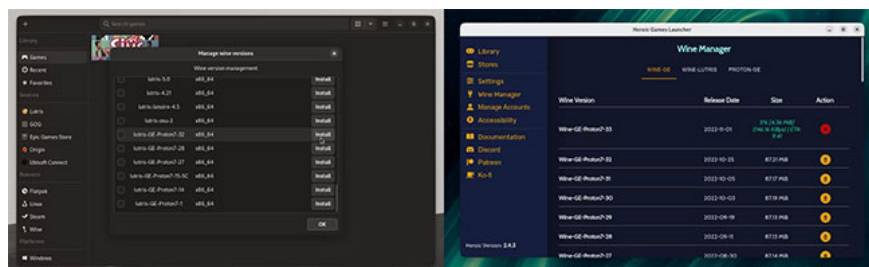 Search games
Library
Games
Recent
Favorites
Sources
Lutris
GOG
Epic Games Store
Origin
Ubisoft Connect
Runners
Flatpak
Linux
Steam
Wine
Platforms
Windows
Manage wine versions
Wine version management
lutris-5.0 x86_64 Install
lutris-4.21 x86_64 Install
x86_64 Install
x86_64 Install
lutris-GE-Proton7-32 x86_64 Install
lutris-GE-Proton7-28 x86_64 Install
lutris-GE-Proton7-27 x86_64 Install
lutris-GE-Proton7-15-SC x86_64 Install
lutris-GE-Proton7-14 x86_64 Install
lutris-GE-Proton7-1 x86_64 Install
OK
Heroic Games Launcher
Library
Stores
Settings
Wine Manager
Manage Accounts
Accessibility
Documentation
Discord
Patreon
Ko-fi
Heroic Version: 2.4.3
Wine Manager
WINE-GE WINE-LUTRIS PROTON-GE
Wine Version Release Date Size Action
Wine-GE-Proton7-33 2022-11-01
Wine-GE-Proton7-32 2022-10-25 87.21 MiB
Wine-GE-Proton7-31 2022-10-05 87.17 MiB
Wine-GE-Proton7-30 2022-10-03 87.19 MiB
Wine-GE-Proton7-29 2022-09-19 87.13 MiB
Wine-GE-Proton7-28 2022-09-11 87.13 MiB
Wine-GE-Proton7-27 2022-08-30 87.14 MiB